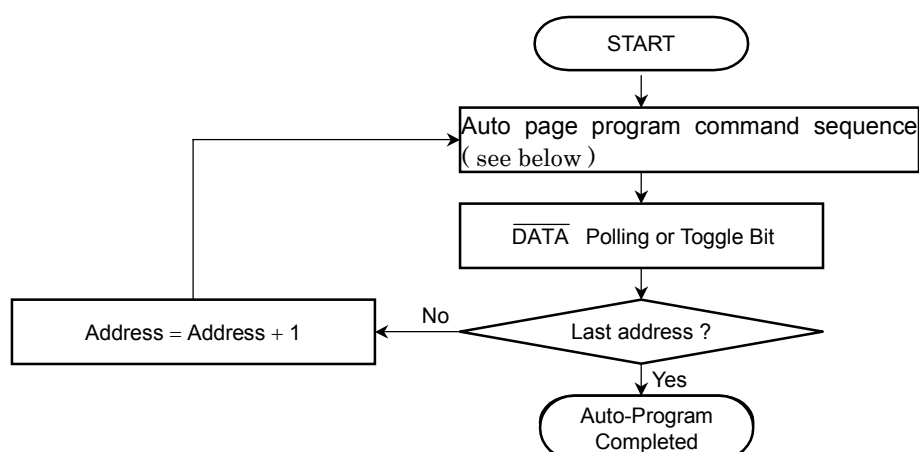 START
Auto page program command sequence
( see below )
D̅A̅T̅A̅ Polling or Toggle Bit
Last address ?
No
Address = Address + 1
Yes
Auto-Program
Completed